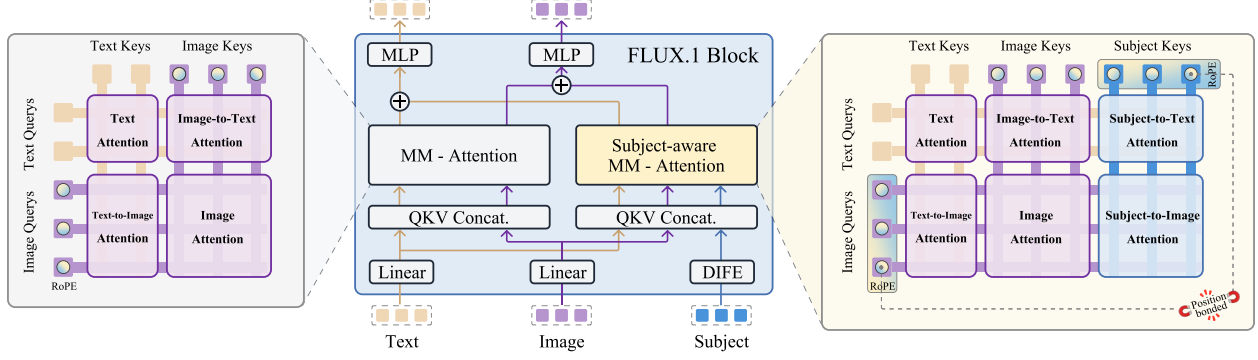 Text Keys
Image Keys
Text Querys
Image Querys
Text
Attention
Image-to-Text
Attention
Text-to-Image
Attention
Image
Attention
RoPE
FLUX.1 Block
MLP
MLP
MM - Attention
Subject-aware
MM - Attention
QKV Concat.
QKV Concat.
Linear
Linear
DIFE
Text
Image
Subject
Text Keys
Image Keys
Subject Keys
RoPE
Text Querys
Image Querys
Text
Attention
Image-to-Text
Attention
Subject-to-Text
Attention
Text-to-Image
Attention
Image
Attention
Subject-to-Image
Attention
RoPE
Position
bonded